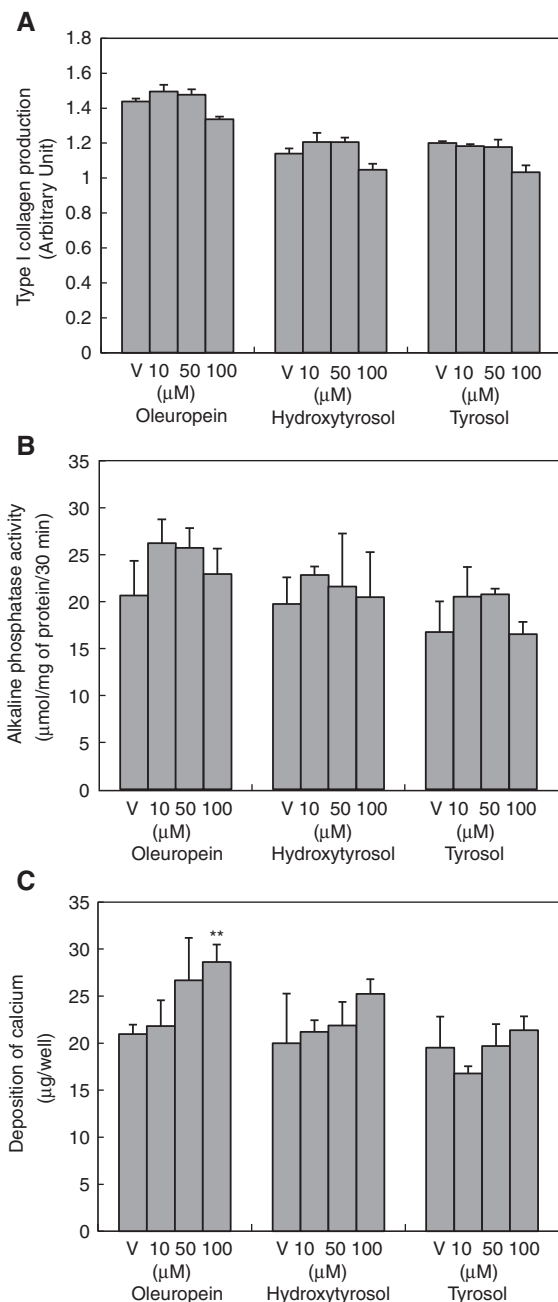 A
Type I collagen production
(Arbitrary Unit)
1.8
1.6
1.4
1.2
1
0.8
0.6
0.4
0.2
0
V 10 50 100 V 10 50 100 V 10 50 100
(μM) (μM) (μM)
Oleuropein Hydroxytyrosol Tyrosol
B
Alkaline phosphatase activity
(μmol/mg of protein/30 min)
35
30
25
20
15
10
5
0
V 10 50 100 V 10 50 100 V 10 50 100
(μM) (μM) (μM)
Oleuropein Hydroxytyrosol Tyrosol
C
Deposition of calcium
(μg/well)
35
30
25
20
15
10
5
0
**
V 10 50 100 V 10 50 100 V 10 50 100
(μM) (μM) (μM)
Oleuropein Hydroxytyrosol Tyrosol